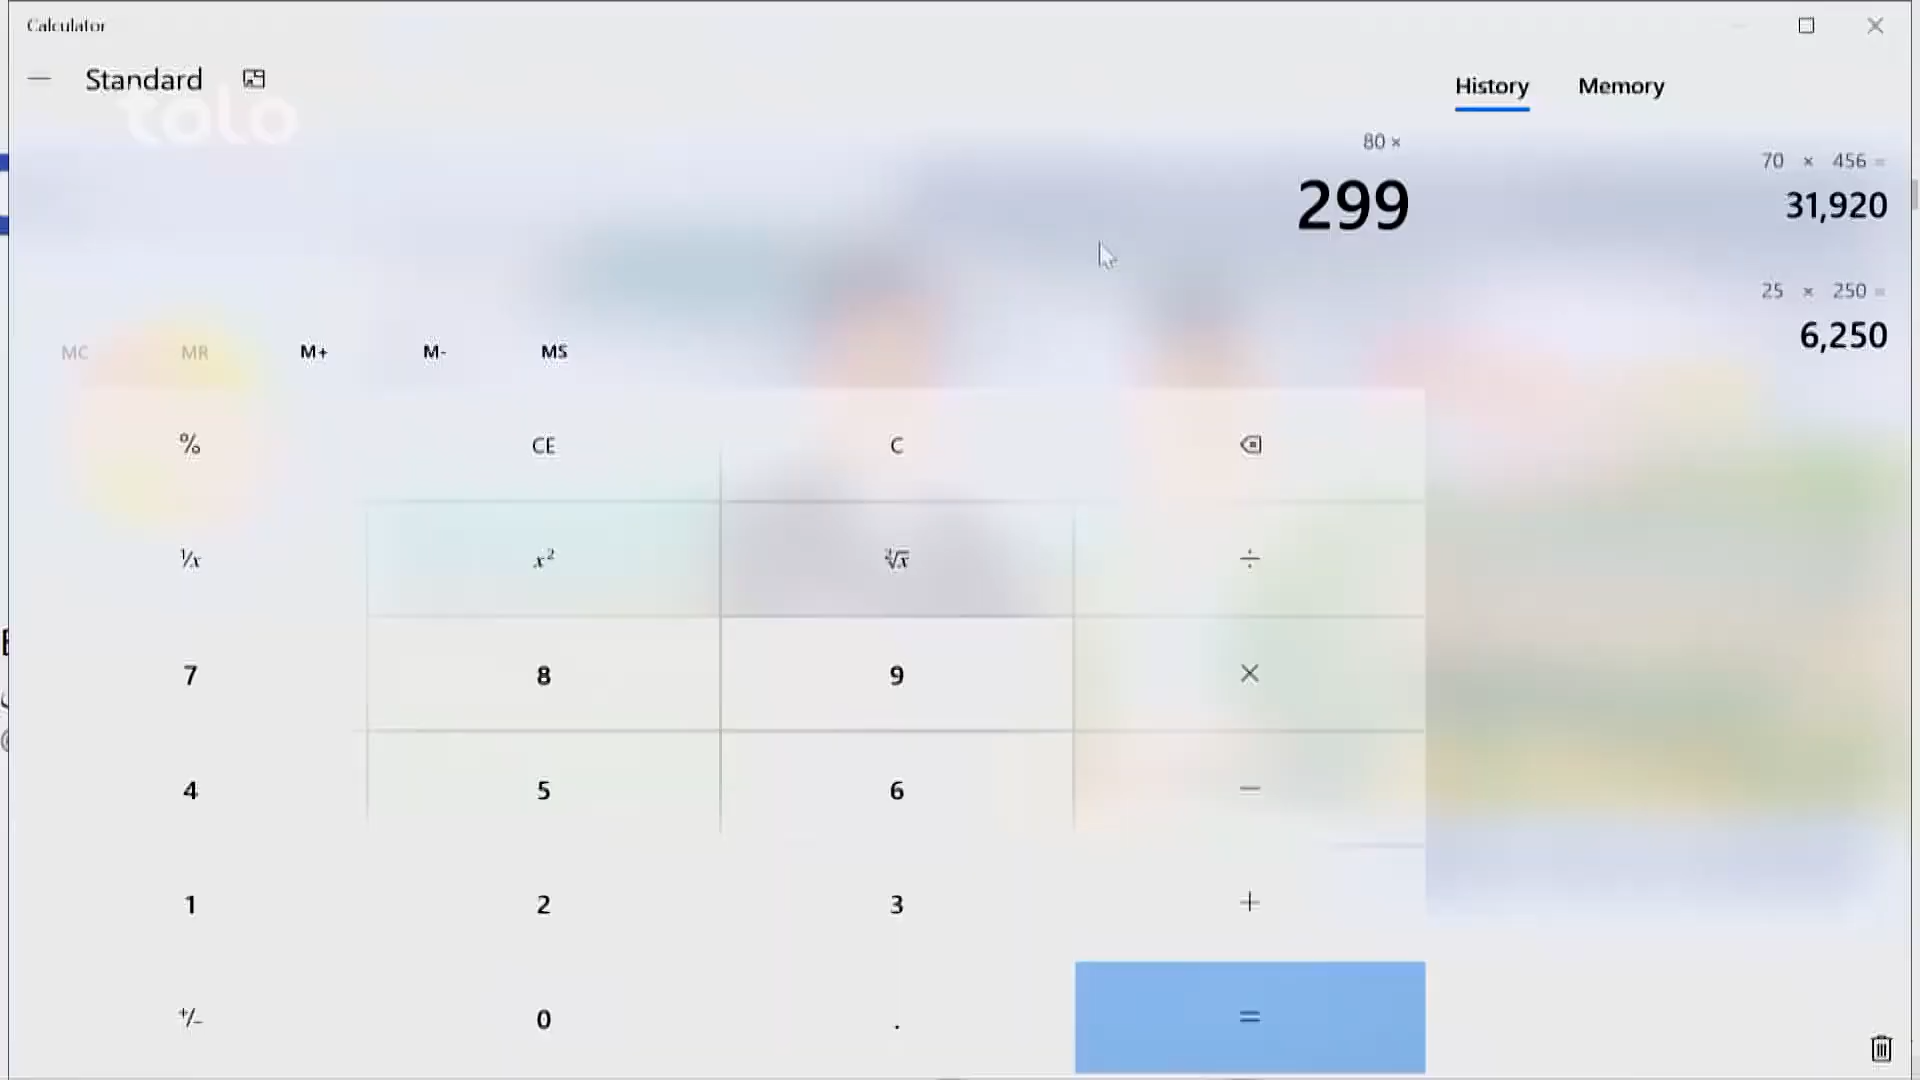 Calculator
Standard
tolo
History Memory
80 ×
299
70 × 456 =
31,920
25 × 250 =
6,250
MC MR M+ M- MS
% CE C
¹/x x² ²√x ÷
7 8 9 ×
4 5 6 −
1 2 3 +
+/− 0 . =